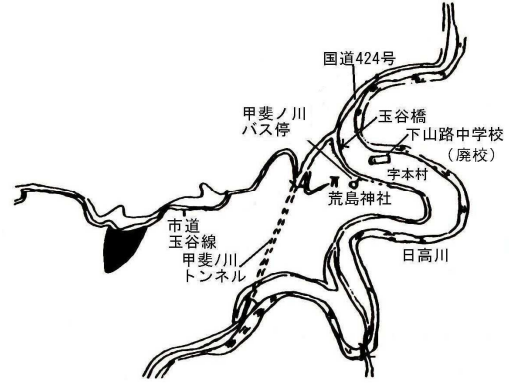 国道424号
甲斐ノ川
バス停
玉谷橋
下山路中学校
（廃校）
字本村
荒島神社
市道
玉谷線
甲斐ノ川
トンネル
日高川